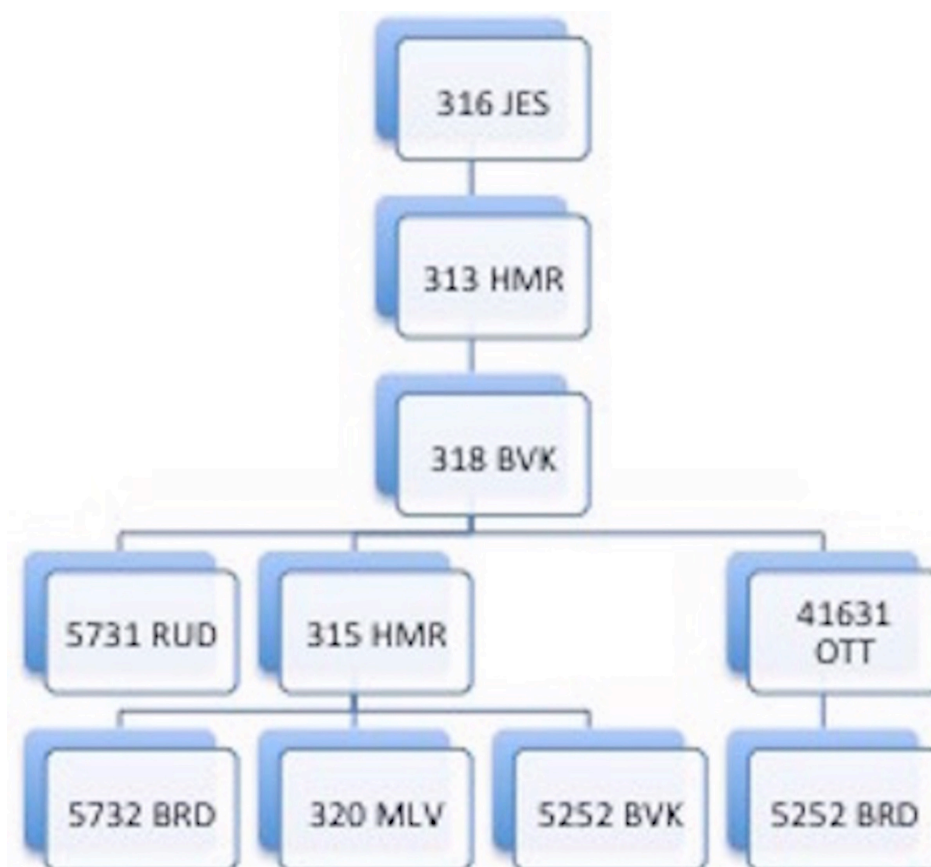 316 JES
313 HMR
318 BVK
5731 RUD
315 HMR
41631
OTT
5732 BRD
320 MLV
5252 BVK
5252 BRD